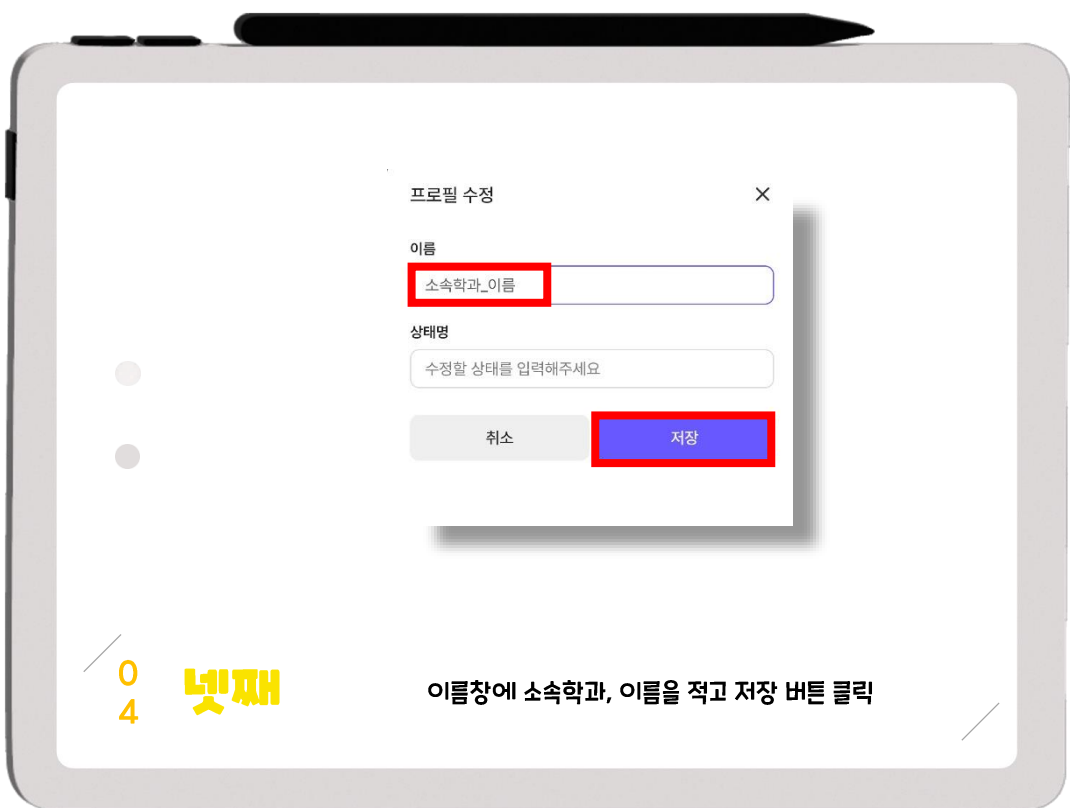 프로필 수정
이름
소속학과_이름
상태명
수정할 상태를 입력해주세요
취소 저장
04
넷째
이름창에 소속학과, 이름을 적고 저장 버튼 클릭